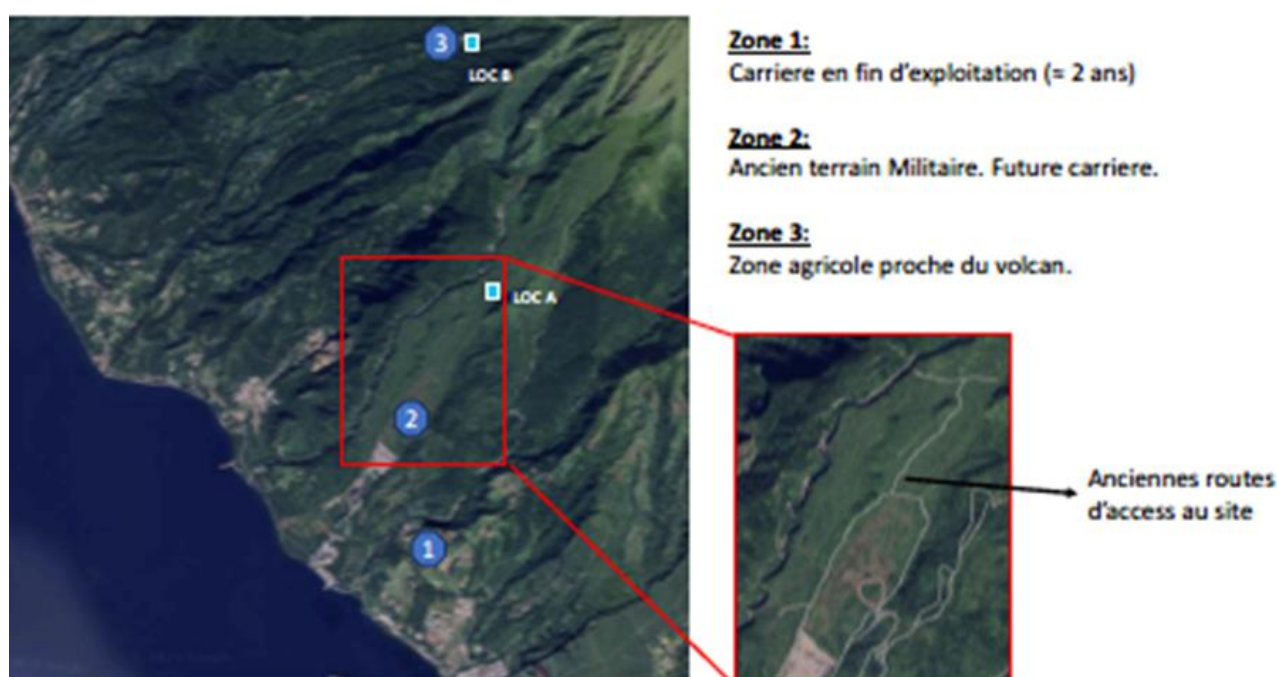 3
LOC B
LOC A
2
1
Zone 1:
Carriere en fin d'exploitation (≈ 2 ans)
Zone 2:
Ancien terrain Militaire. Future carriere.
Zone 3:
Zone agricole proche du volcan.
Anciennes routes
d'access au site